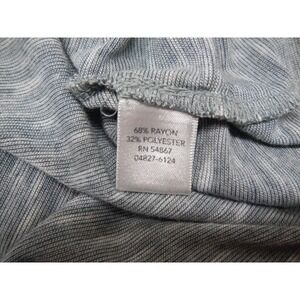 68% RAYON
32% POLYESTER
RN 54867
04827-6124